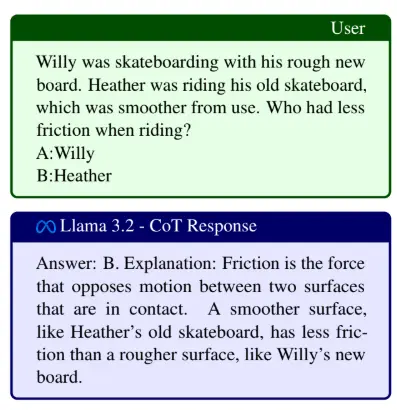 User
Willy was skateboarding with his rough new
board. Heather was riding his old skateboard,
which was smoother from use. Who had less
friction when riding?
A:Willy
B:Heather
Llama 3.2 - CoT Response
Answer: B. Explanation: Friction is the force
that opposes motion between two surfaces
that are in contact. A smoother surface,
like Heather's old skateboard, has less fric-
tion than a rougher surface, like Willy's new
board.